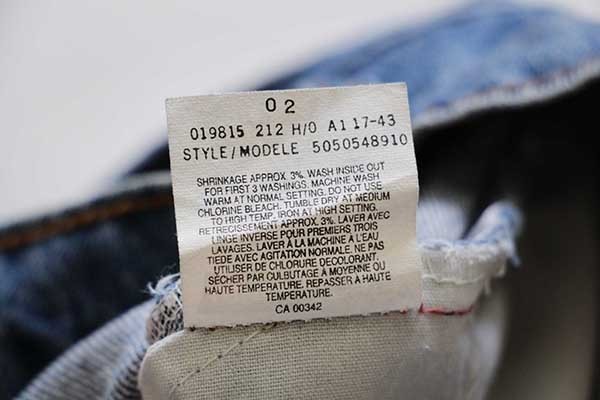 02
019815 212 H/0 A1 17-43
STYLE/MODELE 5050548910
SHRINKAGE APPROX. 3%. WASH INSIDE OUT
FOR FIRST 3 WASHINGS. MACHINE WASH
WARM AT NORMAL SETTING. DO NOT USE
CHLORINE BLEACH. TUMBLE DRY AT MEDIUM
TO HIGH TEMP. IRON AT HIGH SETTING.
RETRECISSEMENT APPROX. 3%. LAVER AVEC
LINGE INVERSE POUR PREMIERS TROIS
LAVAGES. LAVER À LA MACHINE A L'EAU
TIEDE AVEC AGITATION NORMALE. NE PAS
UTILISER DE CHLORURE DECOLORANT.
SÈCHER PAR CULBUTAGE À MOYENNE OU
HAUTE TEMPERATURE. REPASSER A HAUTE
TEMPERATURE.
CA 00342